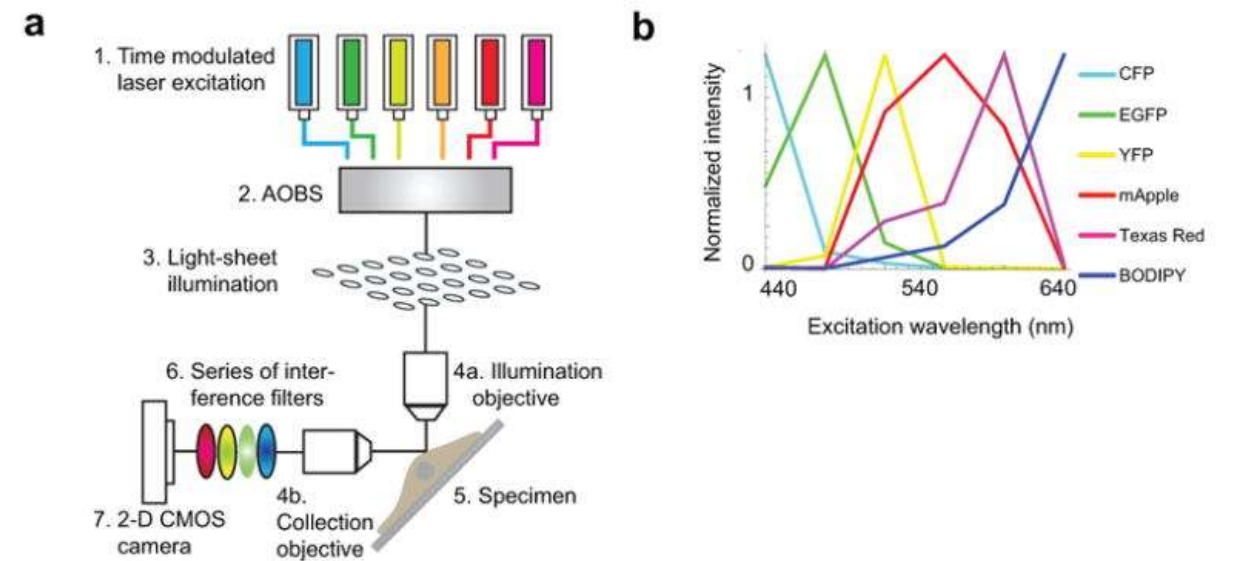 a
1. Time modulated
laser excitation
2. AOBS
3. Light-sheet
illumination
6. Series of inter-
ference filters
4a. Illumination
objective
4b.
Collection
objective
5. Specimen
7. 2-D CMOS
camera
b
Normalized intensity
1
0
440
540
640
Excitation wavelength (nm)
CFP
EGFP
YFP
mApple
Texas Red
BODIPY